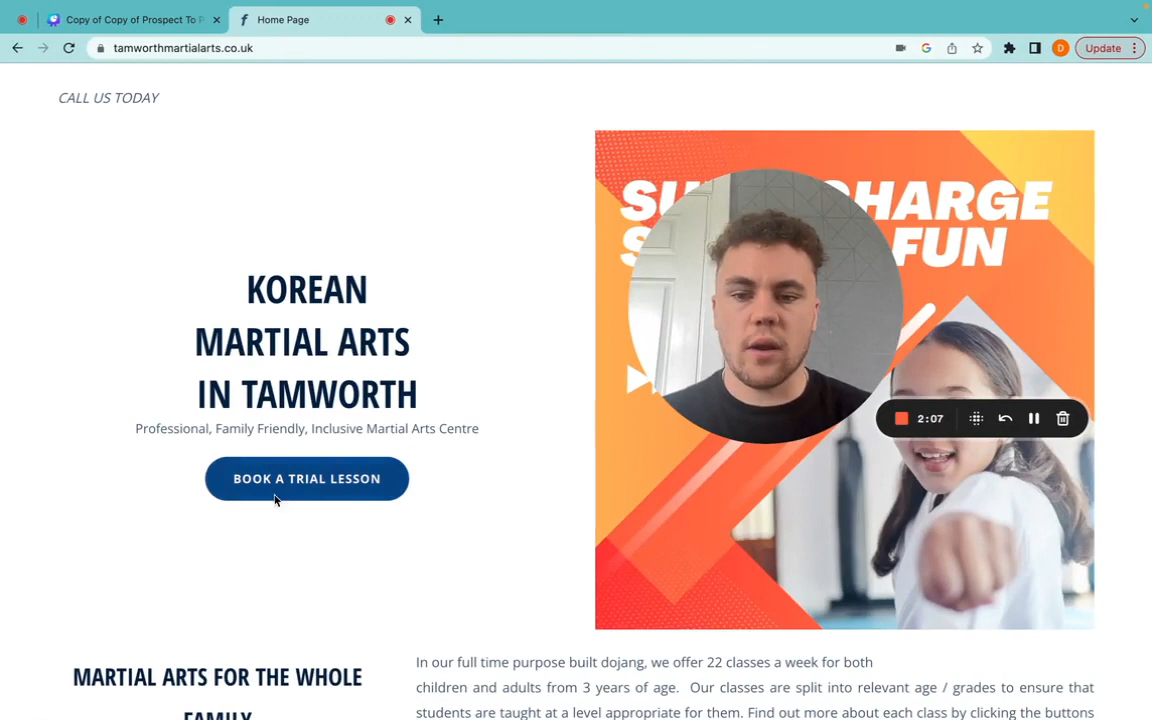 Copy of Copy of Prospect To P
Home Page
tamworthmartialarts.co.uk
Update
CALL US TODAY
HARGE
FUN
KOREAN
MARTIAL ARTS
IN TAMWORTH
Professional, Family Friendly, Inclusive Martial Arts Centre
BOOK A TRIAL LESSON
2:07
MARTIAL ARTS FOR THE WHOLE
FAMILY
In our full time purpose built dojang, we offer 22 classes a week for both
children and adults from 3 years of age. Our classes are split into relevant age / grades to ensure that
students are taught at a level appropriate for them. Find out more about each class by clicking the buttons